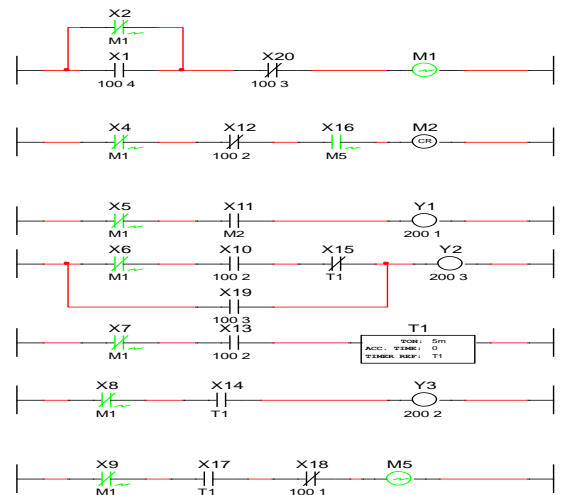 X2
M1
X1 X20 M1
100 4 100 3
X4 X12 X16 M2
CR
M1 100 2 M5
X5 X11 Y1
M1 M2 200 1
X6 X10 X15 Y2
M1 100 2 T1 200 3
X19
100 3
X7 X13 T1
TON: 5m
ACC. TIME: 0
TIMER REF: T1
M1 100 2
X8 X14 Y3
M1 T1 200 2
X9 X17 X18 M5
M1 T1 100 1